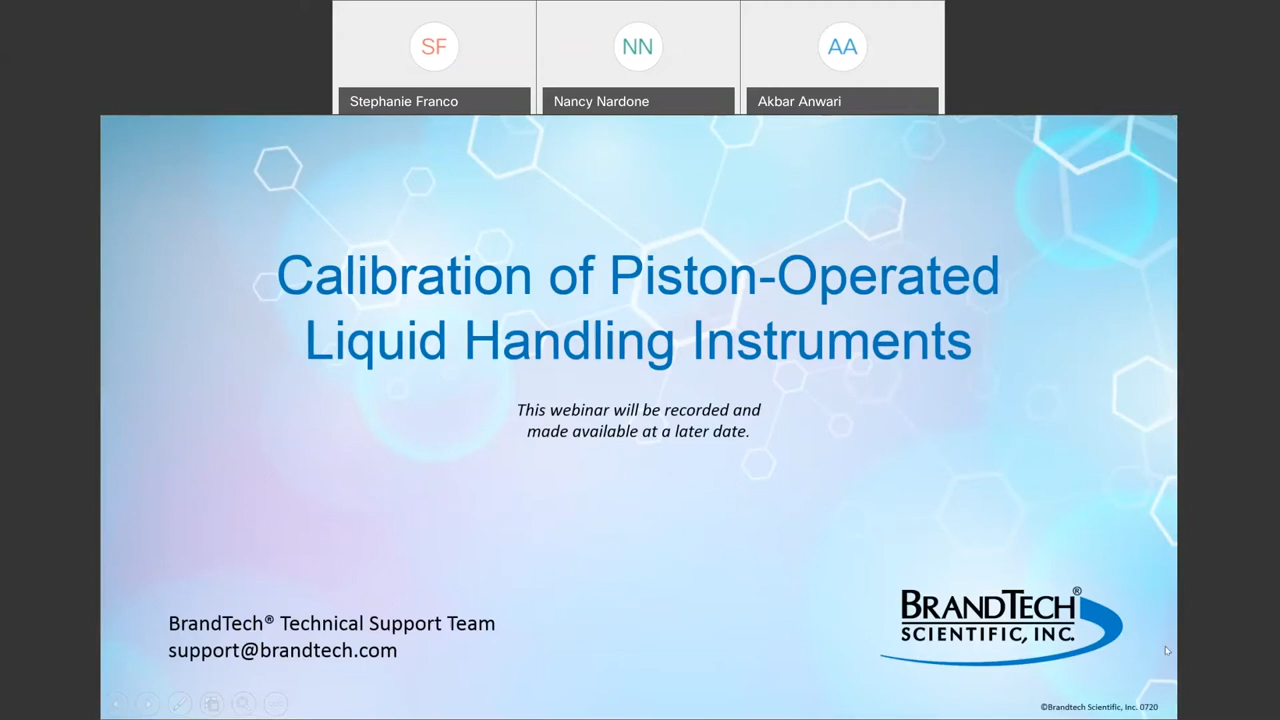 SF
NN
AA
Stephanie Franco
Nancy Nardone
Akbar Anwari
Calibration of Piston-Operated
Liquid Handling Instruments
This webinar will be recorded and
made available at a later date.
BrandTech® Technical Support Team
support@brandtech.com
BRANDTECH®
SCIENTIFIC, INC.
©Brandtech Scientific, Inc. 0720